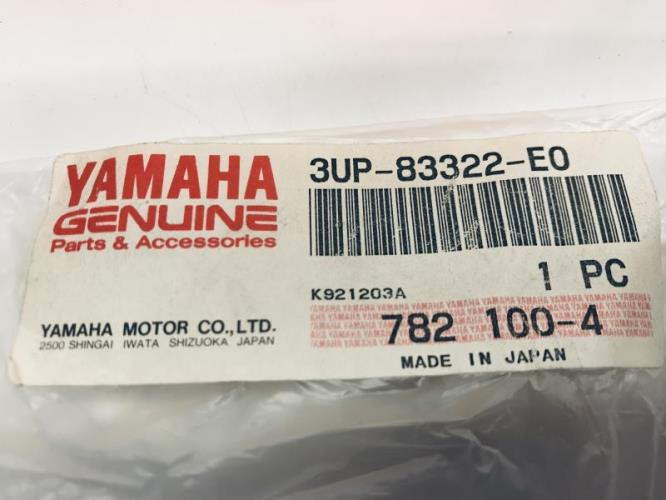 YAMAHA
GENUINE
Parts & Accessories
YAMAHA MOTOR CO.,LTD.
2500 SHINGAI IWATA SHIZUOKA JAPAN
3UP-83322-E0
1 PC
K921203A
782 100-4
MADE IN JAPAN